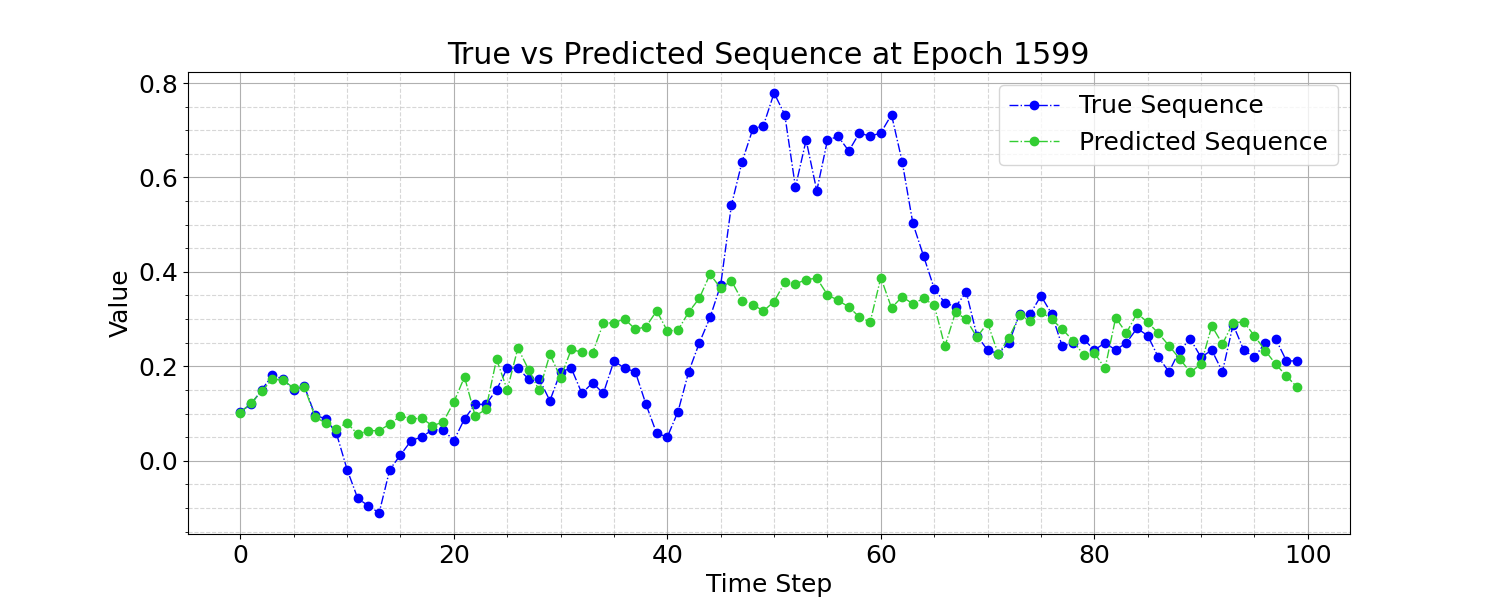 True vs Predicted Sequence at Epoch 1599
True Sequence
Predicted Sequence
0.8
0.6
0.4
0.2
0.0
Value
0 20 40 60 80 100
Time Step